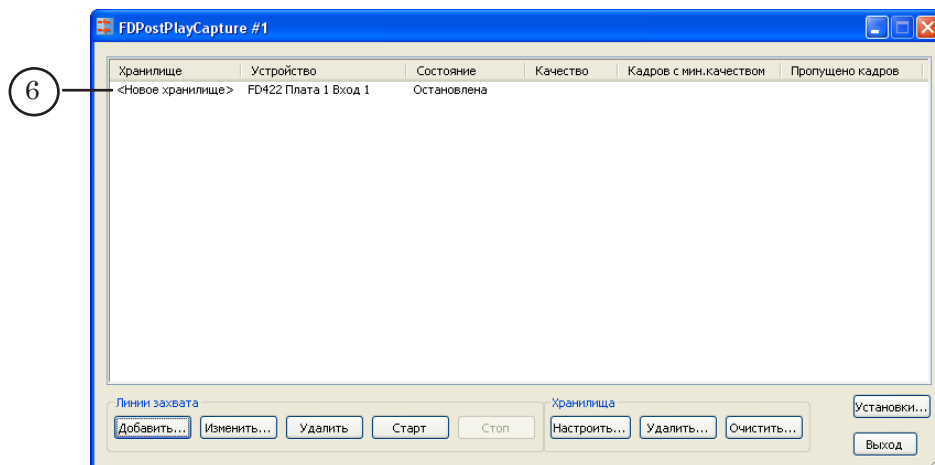 FDPostPlayCapture #1
Хранилище Устройство Состояние Качество Кадров с мин.качеством Пропущено кадров
6 <Новое хранилище> FD422 Плата 1 Вход 1 Остановлена
Линии захвата Хранилища
Добавить... Изменить... Удалить Старт Стоп Настроить... Удалить... Очистить... Установки...
Выход